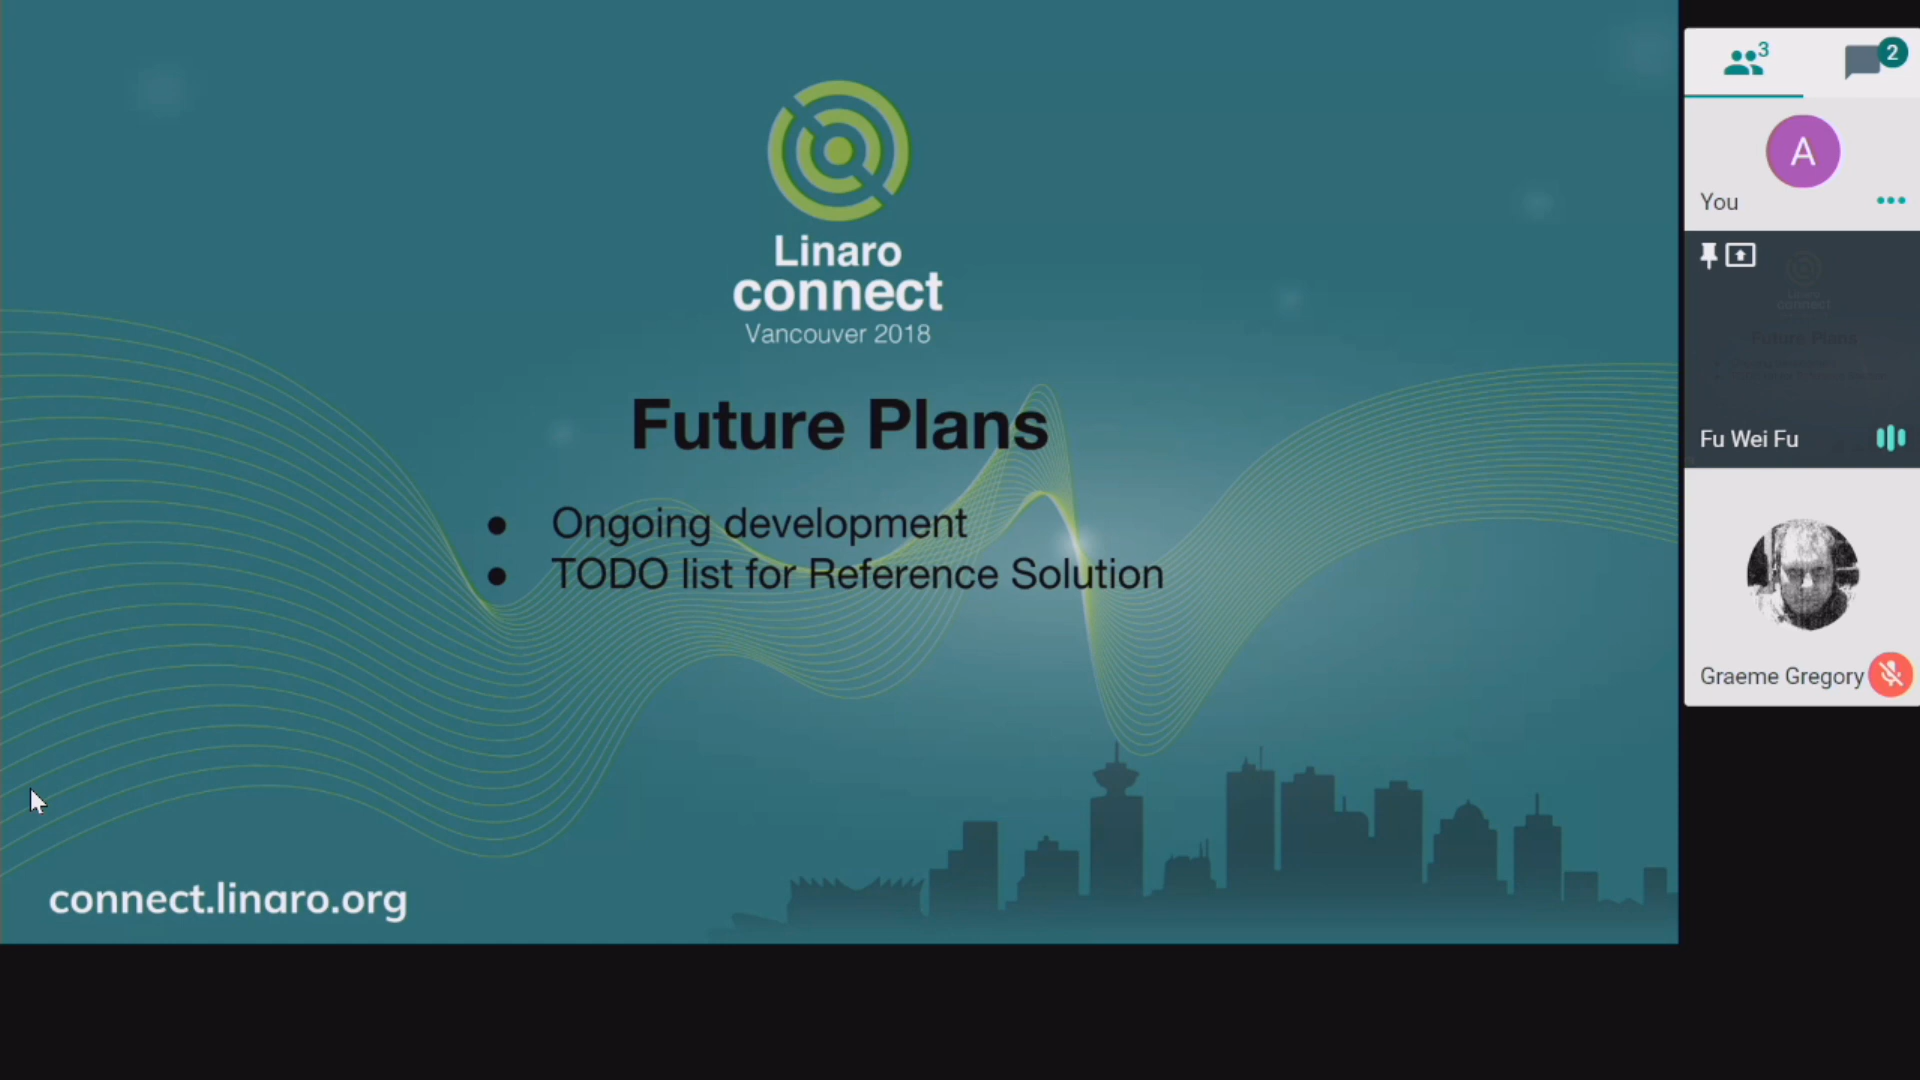 Linaro
connect
Vancouver 2018
Future Plans
● Ongoing development
● TODO list for Reference Solution
connect.linaro.org
3
2
A
You
Fu Wei Fu
Graeme Gregory